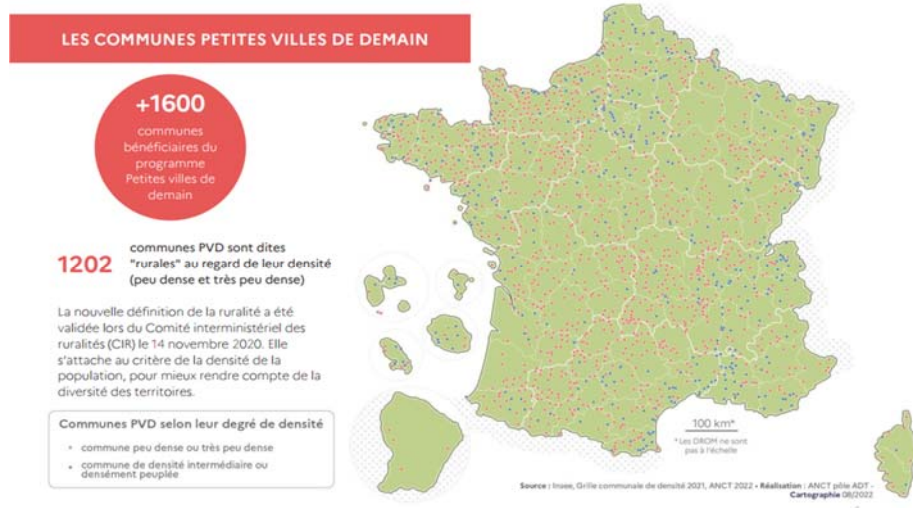 LES COMMUNES PETITES VILLES DE DEMAIN
+1600
communes
bénéficiaires du
programme
Petites villes de
demain
1202
communes PVD sont dites
"rurales" au regard de leur densité
(peu dense et très peu dense)
La nouvelle définition de la ruralité a été
validée lors du Comité interministériel des
ruralités (CIR) le 14 novembre 2020. Elle
s'attache au critère de la densité de la
population, pour mieux rendre compte de la
diversité des territoires.
Communes PVD selon leur degré de densité
commune peu dense ou très peu dense
commune de densité intermédiaire ou
densément peuplée
100 km*
* Les DROM ne sont
pas à l'échelle
Source : Insee, Grille communale de densité 2021, ANCT 2022 • Réalisation : ANCT pôle ADT -
Cartographie 08/2022